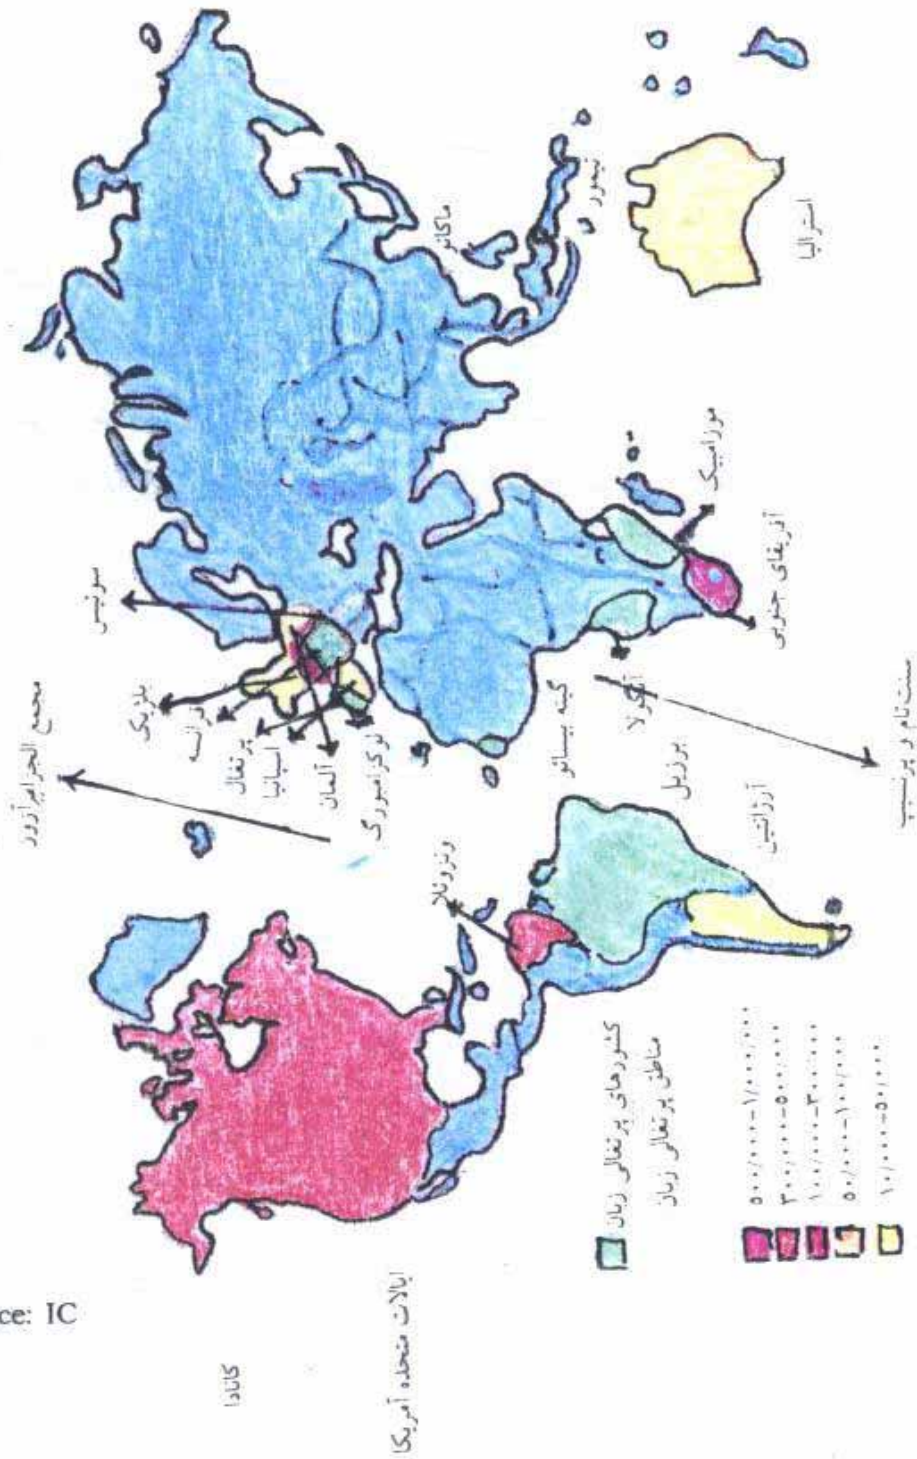 مجمع الجزایر آزور
سوئیس
بلژیک
فرانسه
پرتغال
اسپانیا
آلمان
لوکزامبورگ
ماکائو
تیمور
استرالیا
موزامبیک
آفریقای جنوبی
آنگولا
گینه بیسائو
سنت تام و پرنسیپ
برزیل
آرژانتین
ونزوئلا
کانادا
ایالات متحده آمریکا
کشورهای پرتغالی زبان
مناطق پرتغالی زبان
۵۰۰/۰۰۰-۱/۰۰۰/۰۰۰
۳۰۰/۰۰۰-۵۰۰/۰۰۰
۱۰۰/۰۰۰-۳۰۰/۰۰۰
۵۰/۰۰۰-۱۰۰/۰۰۰
۱۰/۰۰۰-۵۰/۰۰۰
ce: IC